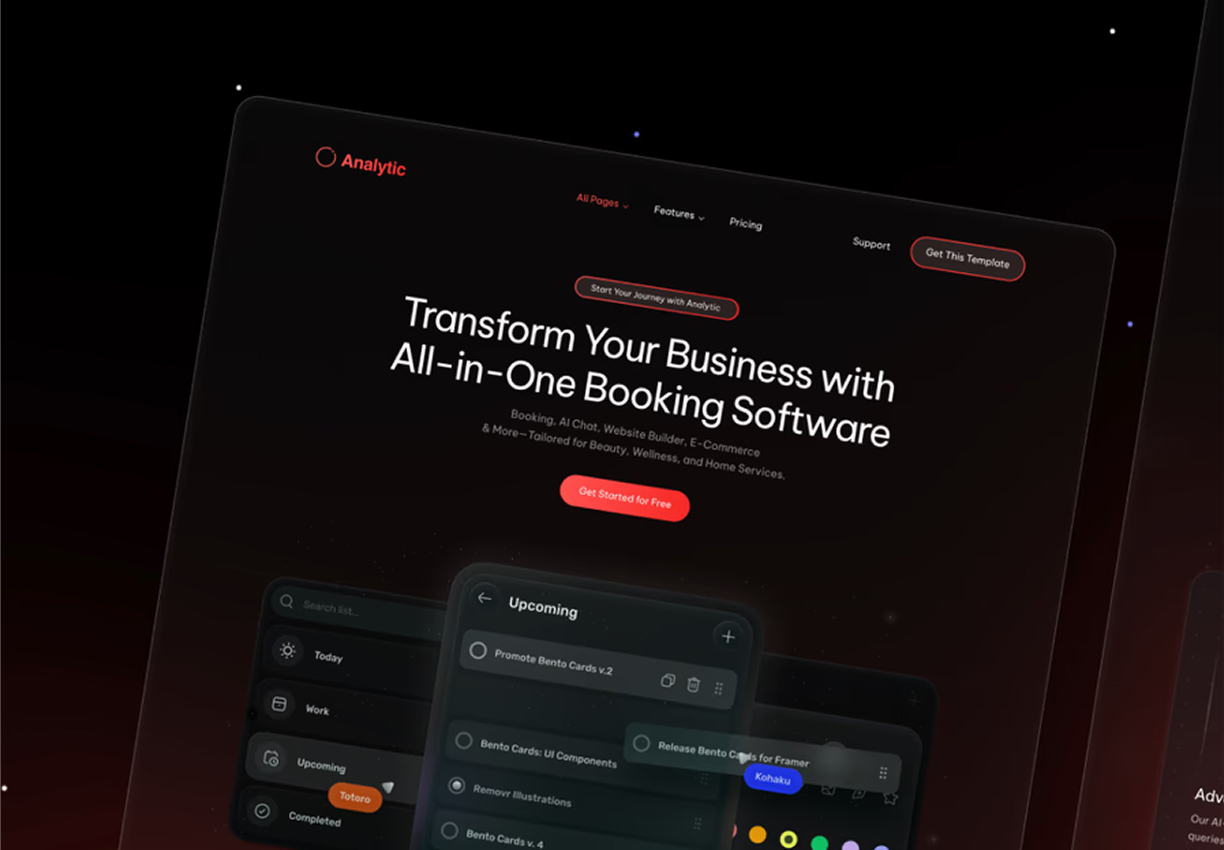 Analytic
All Pages
Features
Pricing
Support
Get This Template
Start Your Journey with Analytic
Transform Your Business with
All-in-One Booking Software
Booking, AI Chat, Website Builder, E-Commerce
& More—Tailored for Beauty, Wellness, and Home Services.
Get Started for Free
Search list...
Today
Work
Upcoming
Totoro
Completed
Upcoming
Promote Bento Cards v.2
Bento Cards: UI Components
Removr Illustrations
Bento Cards v. 4
Release Bento Cards for Framer
Kohaku
Our AI-